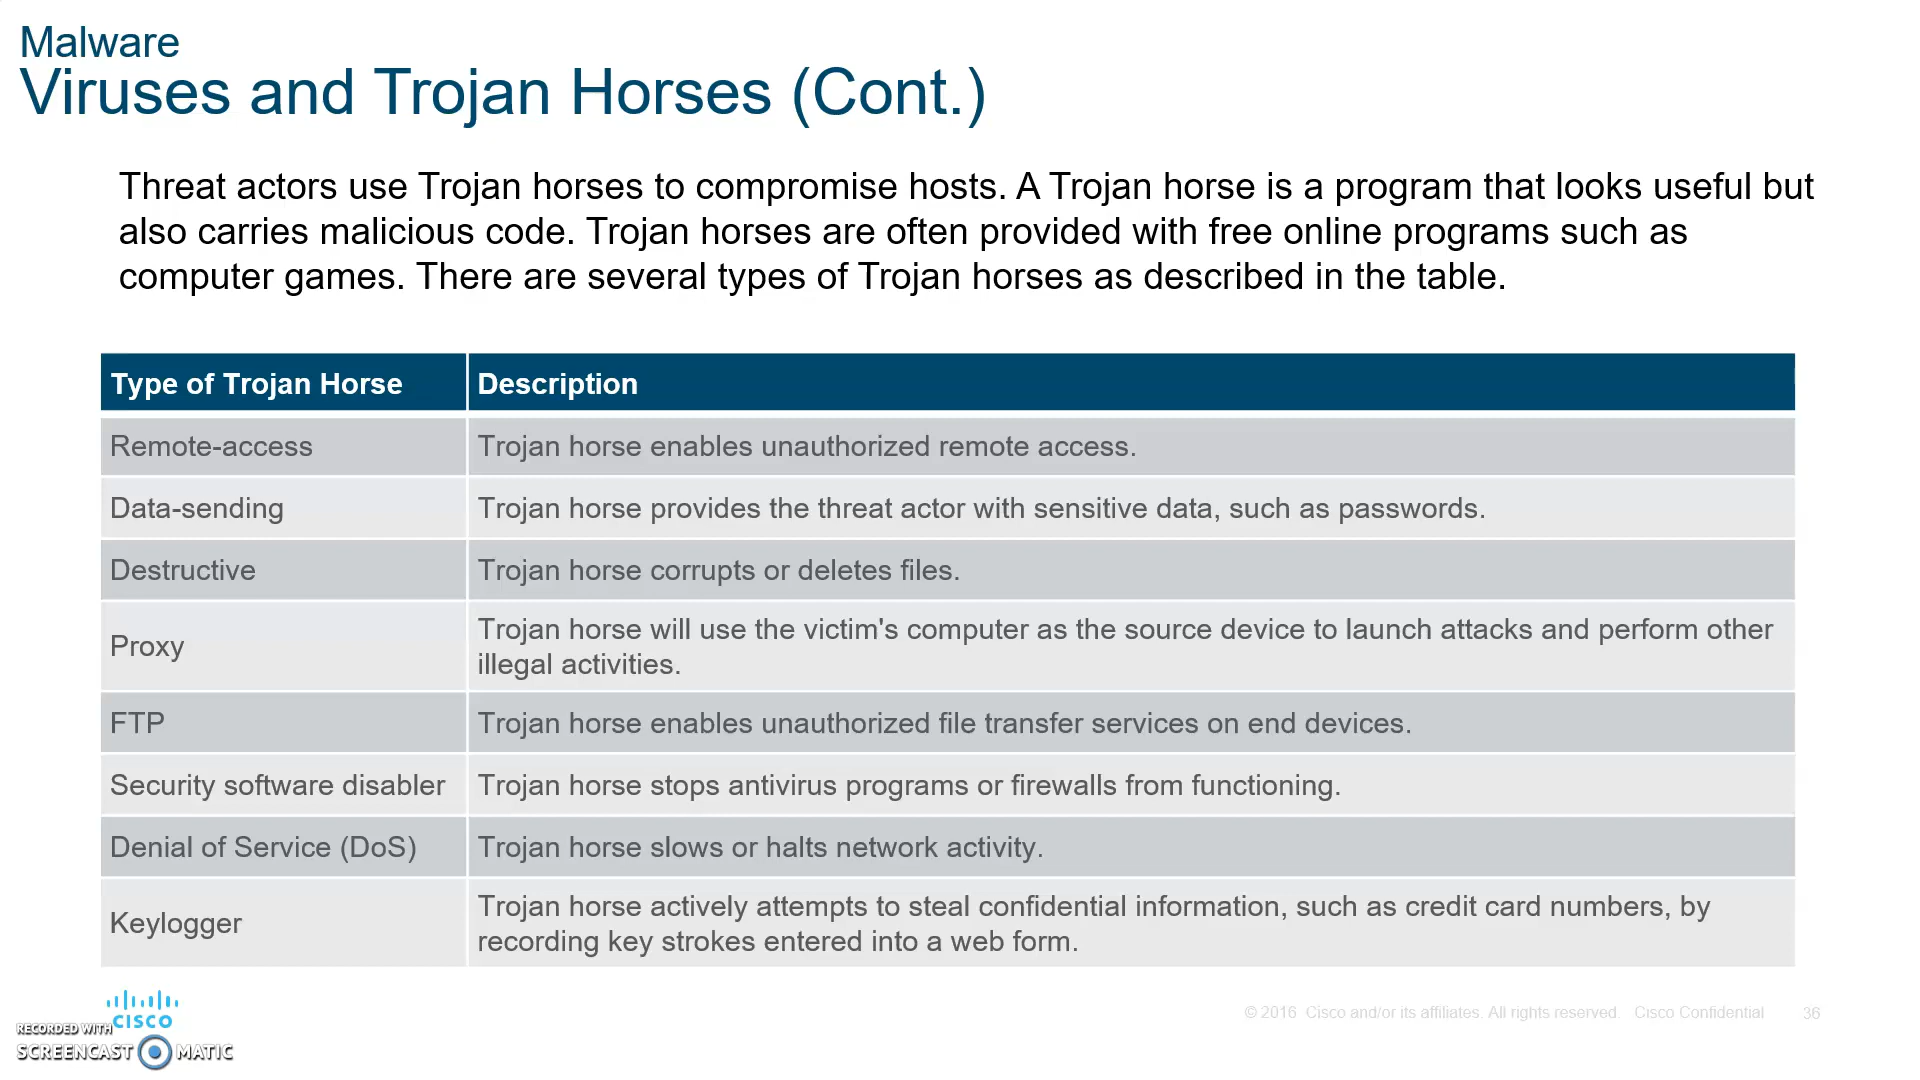 Malware
Viruses and Trojan Horses (Cont.)
Threat actors use Trojan horses to compromise hosts. A Trojan horse is a program that looks useful but
also carries malicious code. Trojan horses are often provided with free online programs such as
computer games. There are several types of Trojan horses as described in the table.
Type of Trojan Horse Description
Remote-access Trojan horse enables unauthorized remote access.
Data-sending Trojan horse provides the threat actor with sensitive data, such as passwords.
Destructive Trojan horse corrupts or deletes files.
Proxy Trojan horse will use the victim's computer as the source device to launch attacks and perform other
illegal activities.
FTP Trojan horse enables unauthorized file transfer services on end devices.
Security software disabler Trojan horse stops antivirus programs or firewalls from functioning.
Denial of Service (DoS) Trojan horse slows or halts network activity.
Keylogger Trojan horse actively attempts to steal confidential information, such as credit card numbers, by
recording key strokes entered into a web form.
CISCO
© 2016 Cisco and/or its affiliates. All rights reserved. Cisco Confidential 36
RECORDED WITH
SCREENCAST MATIC